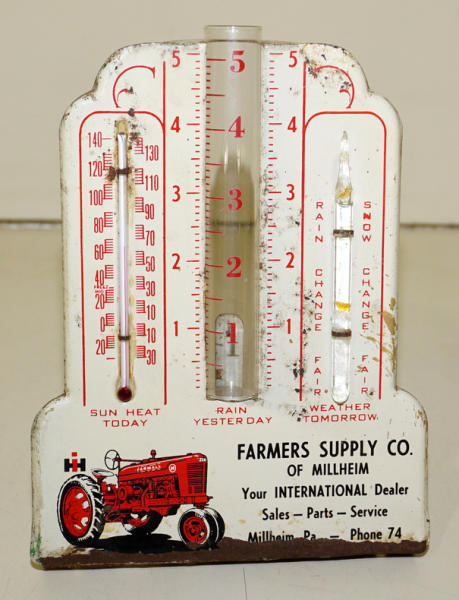 5 5 5
4 4 4
3 3 3
2 2 2
1 1 1
140
130
120
110
100
90
80
70
60
50
40
30
20
10
0
10
20
30
RAIN SNOW
CHANGE CHANGE
FAIR FAIR
SUN HEAT
TODAY
RAIN
YESTERDAY
WEATHER
TOMORROW
IH
FARMALL
FARMERS SUPPLY CO.
OF MILLHEIM
Your INTERNATIONAL Dealer
Sales — Parts — Service
Millheim, Pa. — Phone 74